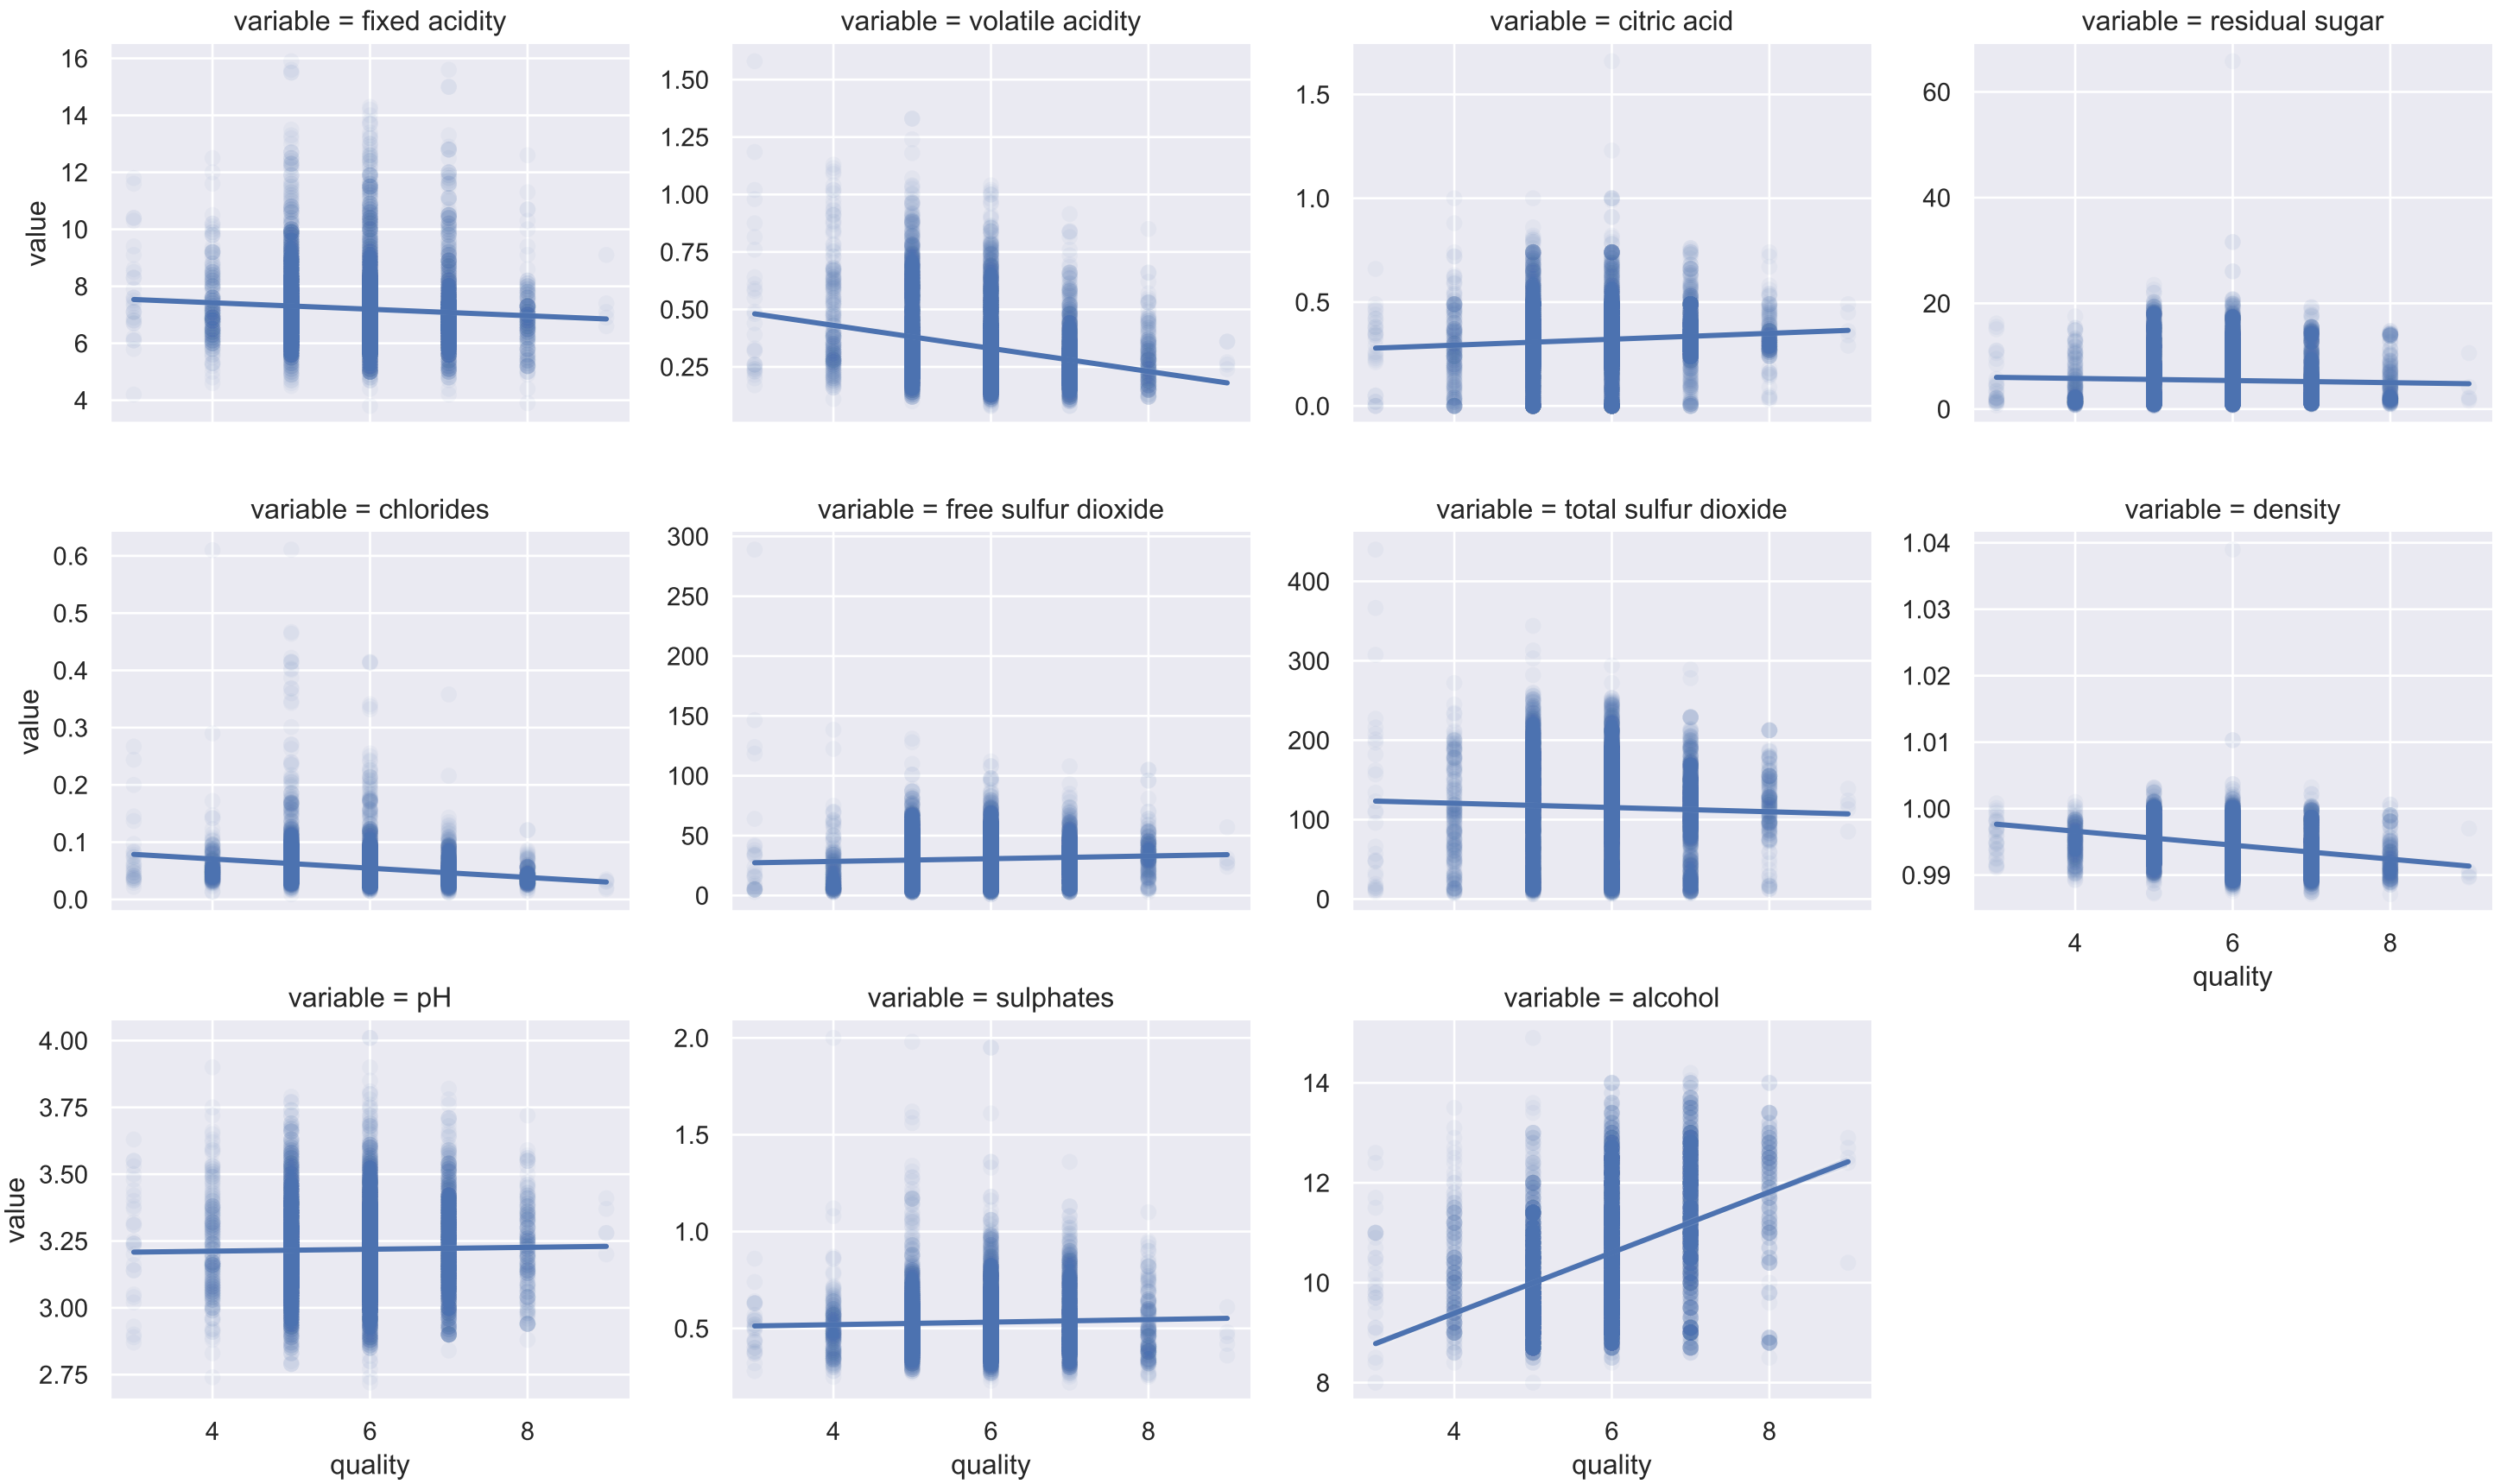 variable = fixed acidity
value
16
14
12
10
8
6
4
variable = volatile acidity
1.50
1.25
1.00
0.75
0.50
0.25
variable = citric acid
1.5
1.0
0.5
0.0
variable = residual sugar
60
40
20
0
variable = chlorides
value
0.6
0.5
0.4
0.3
0.2
0.1
0.0
variable = free sulfur dioxide
300
250
200
150
100
50
0
variable = total sulfur dioxide
400
300
200
100
0
variable = density
1.04
1.03
1.02
1.01
1.00
0.99
4 6 8
quality
variable = pH
value
4.00
3.75
3.50
3.25
3.00
2.75
4 6 8
quality
variable = sulphates
2.0
1.5
1.0
0.5
4 6 8
quality
variable = alcohol
14
12
10
8
4 6 8
quality